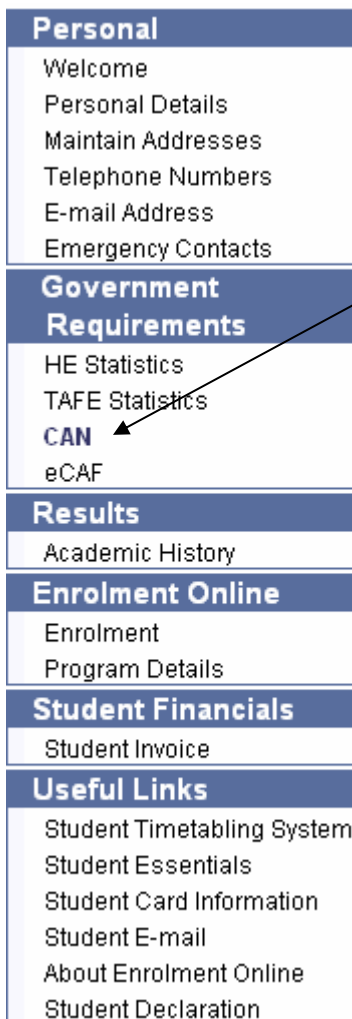 Personal
Welcome
Personal Details
Maintain Addresses
Telephone Numbers
E-mail Address
Emergency Contacts
Government
Requirements
HE Statistics
TAFE Statistics
CAN
eCAF
Results
Academic History
Enrolment Online
Enrolment
Program Details
Student Financials
Student Invoice
Useful Links
Student Timetabling System
Student Essentials
Student Card Information
Student E-mail
About Enrolment Online
Student Declaration